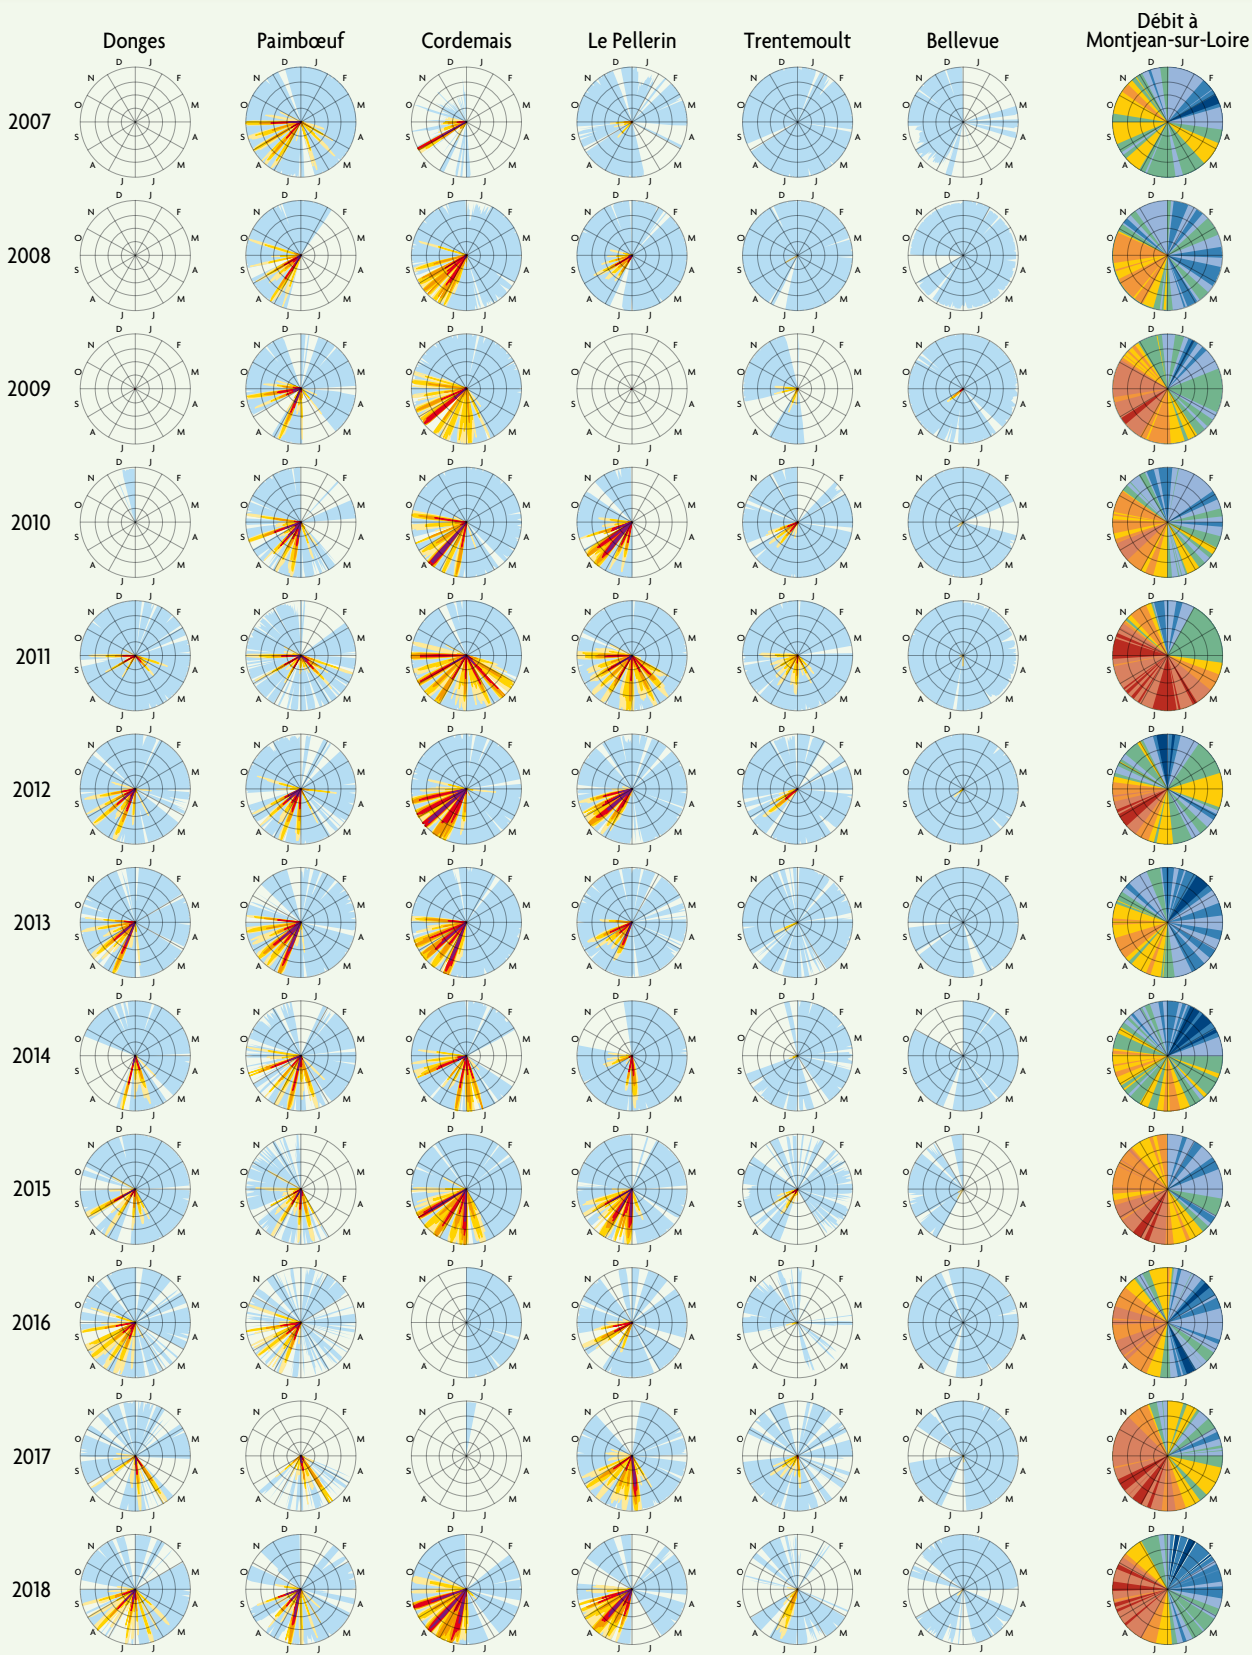 Débit à
Donges Paimbœuf Cordemais Le Pellerin Trentemoult Bellevue Montjean-sur-Loire
D J D J D J D J D J D J D J
N F N F N F N F N F N F N F
O M O M O M O M O M O M O M
2007
S A S A S A S A S A S A S A
A M A M A M A M A M A M A M
J J J J J J J J J J J J J J
D J D J D J D J D J D J D J
N F N F N F N F N F N F N F
O M O M O M O M O M O M O M
2008
S A S A S A S A S A S A S A
A M A M A M A M A M A M A M
J J J J J J J J J J J J J J
D J D J D J D J D J D J D J
N F N F N F N F N F N F N F
O M O M O M O M O M O M O M
2009
S A S A S A S A S A S A S A
A M A M A M A M A M A M A M
J J J J J J J J J J J J J J
D J D J D J D J D J D J D J
N F N F N F N F N F N F N F
O M O M O M O M O M O M O M
2010
S A S A S A S A S A S A S A
A M A M A M A M A M A M A M
J J J J J J J J J J J J J J
D J D J D J D J D J D J D J
N F N F N F N F N F N F N F
O M O M O M O M O M O M O M
2011
S A S A S A S A S A S A S A
A M A M A M A M A M A M A M
J J J J J J J J J J J J J J
D J D J D J D J D J D J D J
N F N F N F N F N F N F N F
O M O M O M O M O M O M O M
2012
S A S A S A S A S A S A S A
A M A M A M A M A M A M A M
J J J J J J J J J J J J J J
D J D J D J D J D J D J D J
N F N F N F N F N F N F N F
O M O M O M O M O M O M O M
2013
S A S A S A S A S A S A S A
A M A M A M A M A M A M A M
J J J J J J J J J J J J J J
D J D J D J D J D J D J D J
N F N F N F N F N F N F N F
O M O M O M O M O M O M O M
2014
S A S A S A S A S A S A S A
A M A M A M A M A M A M A M
J J J J J J J J J J J J J J
D J D J D J D J D J D J D J
N F N F N F N F N F N F N F
O M O M O M O M O M O M O M
2015
S A S A S A S A S A S A S A
A M A M A M A M A M A M A M
J J J J J J J J J J J J J J
D J D J D J D J D J D J D J
N F N F N F N F N F N F N F
O M O M O M O M O M O M O M
2016
S A S A S A S A S A S A S A
A M A M A M A M A M A M A M
J J J J J J J J J J J J J J
D J D J D J D J D J D J D J
N F N F N F N F N F N F N F
O M O M O M O M O M O M O M
2017
S A S A S A S A S A S A S A
A M A M A M A M A M A M A M
J J J J J J J J J J J J J J
D J D J D J D J D J D J D J
N F N F N F N F N F N F N F
O M O M O M O M O M O M O M
2018
S A S A S A S A S A S A S A
A M A M A M A M A M A M A M
J J J J J J J J J J J J J J